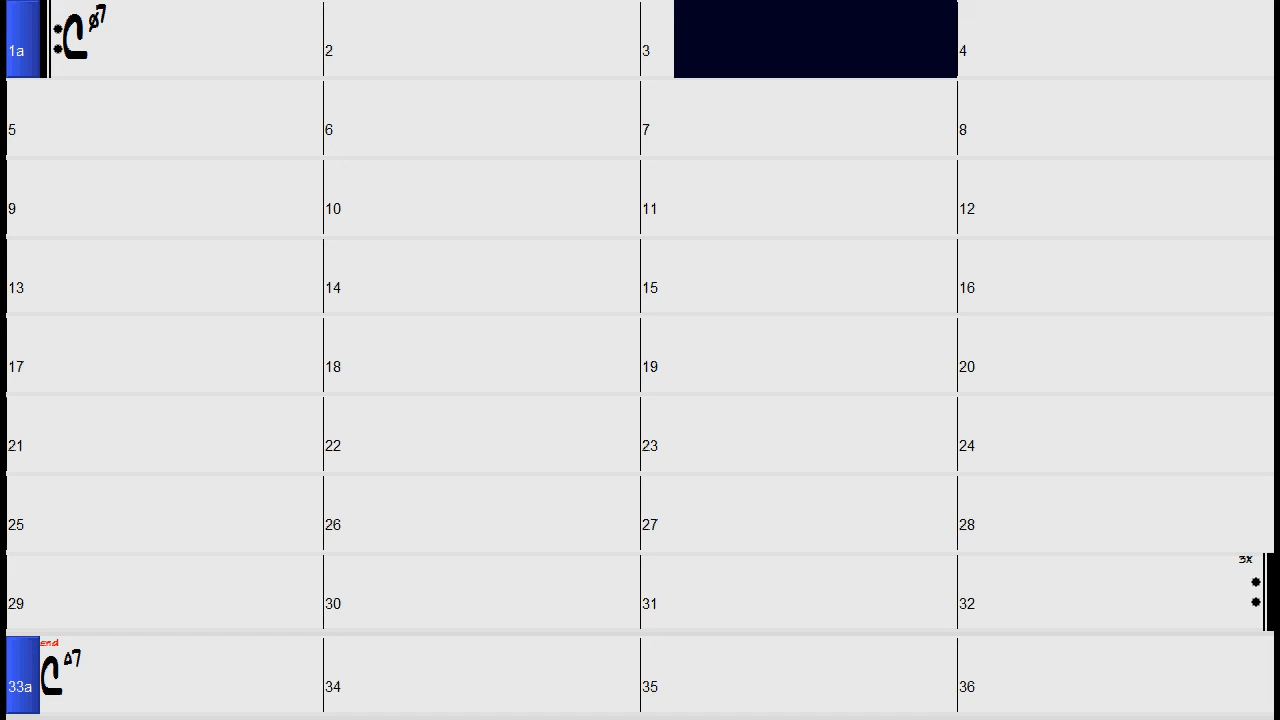 1a C ø7 2 3 4
5 6 7 8
9 10 11 12
13 14 15 16
17 18 19 20
21 22 23 24
25 26 27 28
3x
29 30 31 32
end
33a C Δ7 34 35 36